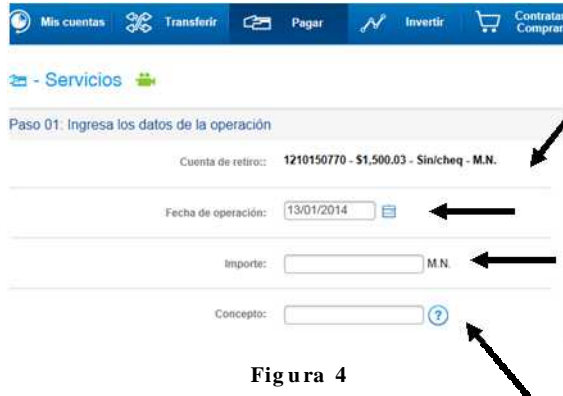 Mis cuentas Transferir Pagar Invertir Contratar
Comprar
- Servicios
Paso 01: Ingresa los datos de la operación
Cuenta de retiro:: 1210150770 - $1,500.03 - Sin/cheq - M.N.
Fecha de operación: 13/01/2014
Importe: M.N.
Concepto: ?
Figura 4